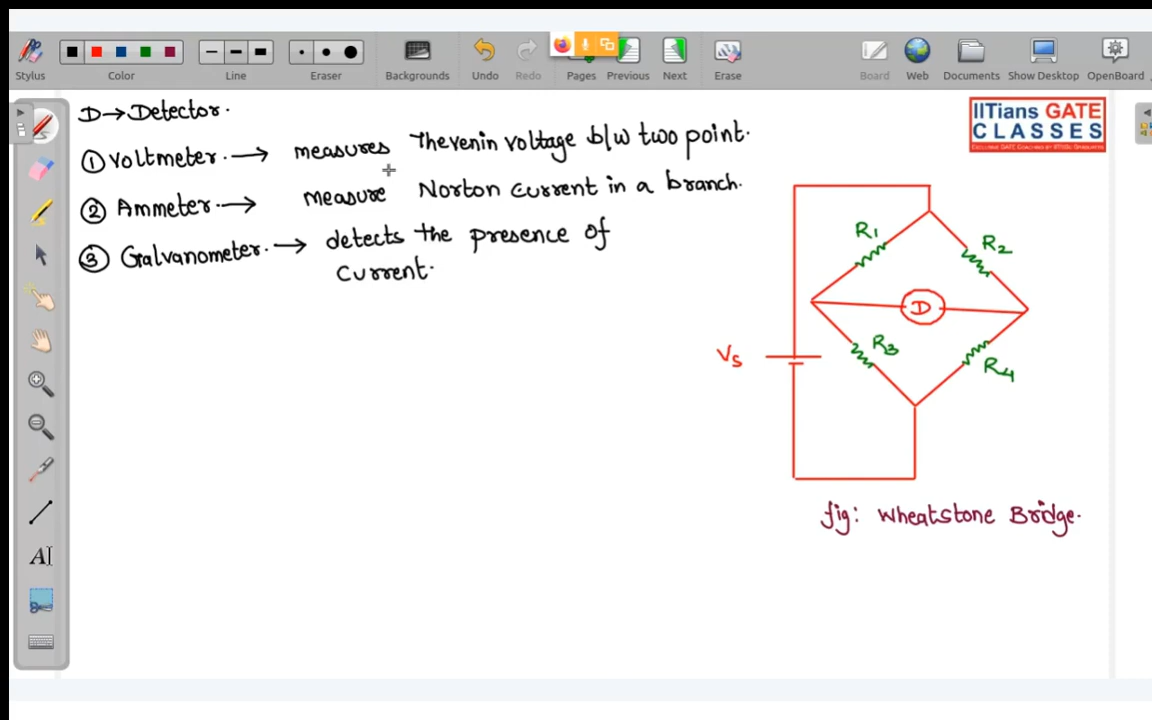 Stylus
Color
Line
Eraser
Backgrounds
Undo
Redo
Pages
Previous
Next
Erase
Board
Web
Documents
Show Desktop
OpenBoard
IITians GATE
CLASSES
D→Detector.
① Voltmeter.→ measures Thevenin voltage b/w two point.
② Ammeter.→ measure Norton current in a branch.
③ Galvanometer.→ detects the presence of
current.
R1
R2
D
R3
R4
Vs
fig: Wheatstone Bridge.
AI